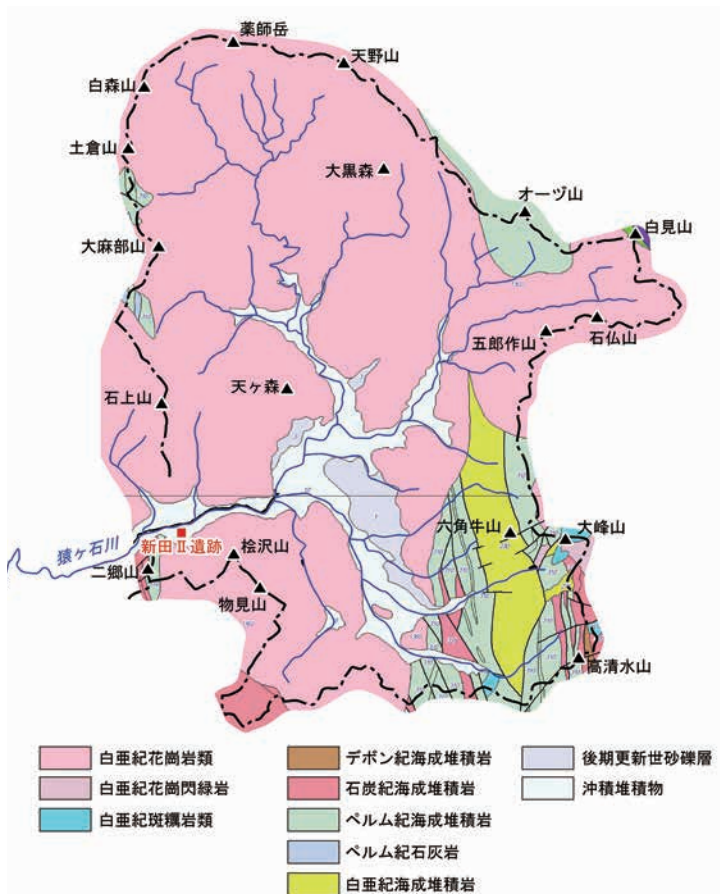 薬師岳
天野山
白森山
土倉山
大黒森
オーヅ山
白見山
大麻部山
五郎作山
石仏山
天ヶ森
石上山
六角牛山
大峰山
猿ヶ石川
新田Ⅱ遺跡
桧沢山
二郷山
物見山
高清水山
白亜紀花崗岩類
白亜紀花崗閃緑岩
白亜紀斑糲岩類
デボン紀海成堆積岩
石炭紀海成堆積岩
ペルム紀海成堆積岩
ペルム紀石灰岩
白亜紀海成堆積岩
後期更新世砂礫層
沖積堆積物